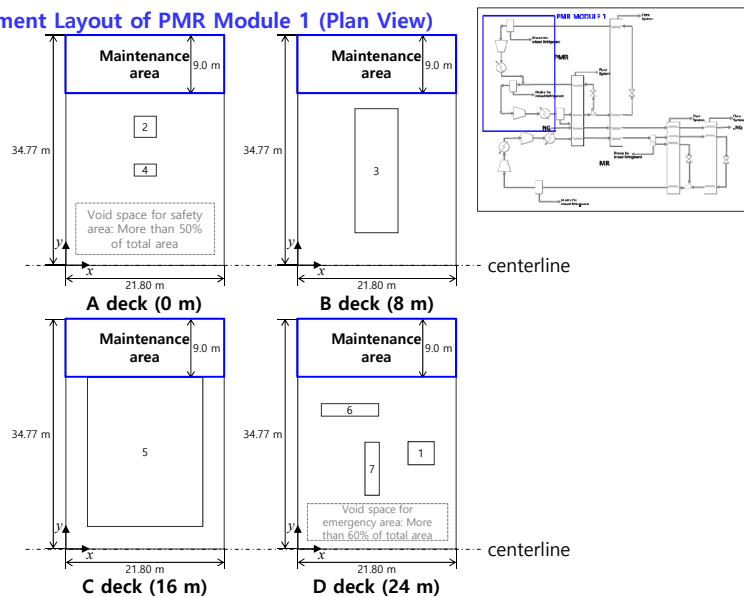 ment Layout of PMR Module 1 (Plan View)
Maintenance
area
9.0 m
2
4
34.77 m
Void space for safety
area: More than 50%
of total area
y
x
21.80 m
A deck (0 m)
Maintenance
area
9.0 m
3
34.77 m
y
x
centerline
21.80 m
B deck (8 m)
Maintenance
area
9.0 m
5
34.77 m
y
x
21.80 m
C deck (16 m)
Maintenance
area
9.0 m
6
1
7
34.77 m
Void space for
emergency area: More
than 60% of total area
y
x
centerline
21.80 m
D deck (24 m)
PMR MODULE 1
PMR
NG
MR